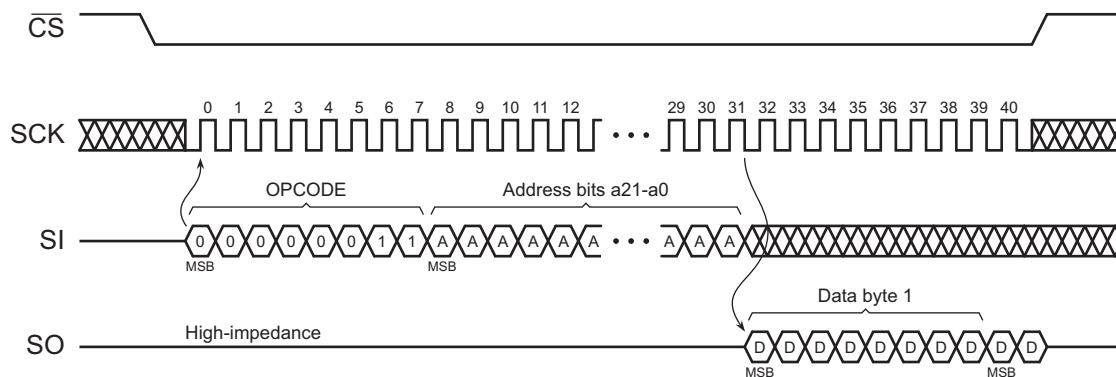 CS
0 1 2 3 4 5 6 7 8 9 10 11 12 29 30 31 32 33 34 35 36 37 38 39 40
SCK
OPCODE Address bits a21-a0
SI 0 0 0 0 0 0 1 1 A A A A A A A A A
MSB MSB
Data byte 1
High-impedance
SO D D D D D D D D D D
MSB MSB